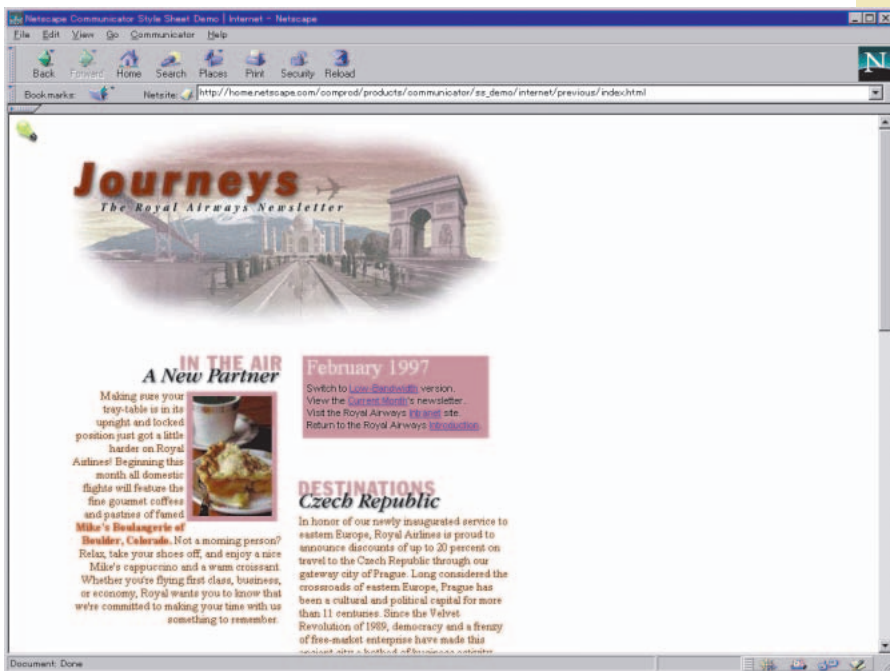 Netscape Communicator Style Sheet Demo | Internet - Netscape
File Edit View Go Communicator Help
Back Forward Home Search Places Print Security Reload
N
Bookmarks: Netsite: http://home.netscape.com/comprod/products/communicator/ss_demo/internet/previous/index.html
Journeys
The Royal Airways Newsletter
IN THE AIR
A New Partner
Making sure your
tray-table is in its
upright and locked
position just got a little
harder on Royal
Airlines! Beginning this
month all domestic
flights will feature the
fine gourmet coffees
and pastries of famed
Mike's Boulangerie of
Boulder, Colorado. Not a morning person?
Relax, take your shoes off, and enjoy a nice
Mike's cappuccino and a warm croissant.
Whether you're flying first class, business,
or economy, Royal wants you to know that
we're committed to making your time with us
something to remember.
February 1997
Switch to Low-Bandwidth version.
View the Current Month's newsletter.
Visit the Royal Airways Intranet site.
Return to the Royal Airways Introduction.
DESTINATIONS
Czech Republic
In honor of our newly inaugurated service to
eastern Europe, Royal Airlines is proud to
announce discounts of up to 20 percent on
travel to the Czech Republic through our
gateway city of Prague. Long considered the
crossroads of eastern Europe, Prague has
been a cultural and political capital for more
than 11 centuries. Since the Velvet
Revolution of 1989, democracy and a frenzy
of free-market enterprise have made this
ancient city a hotbed of business activity
Document: Done